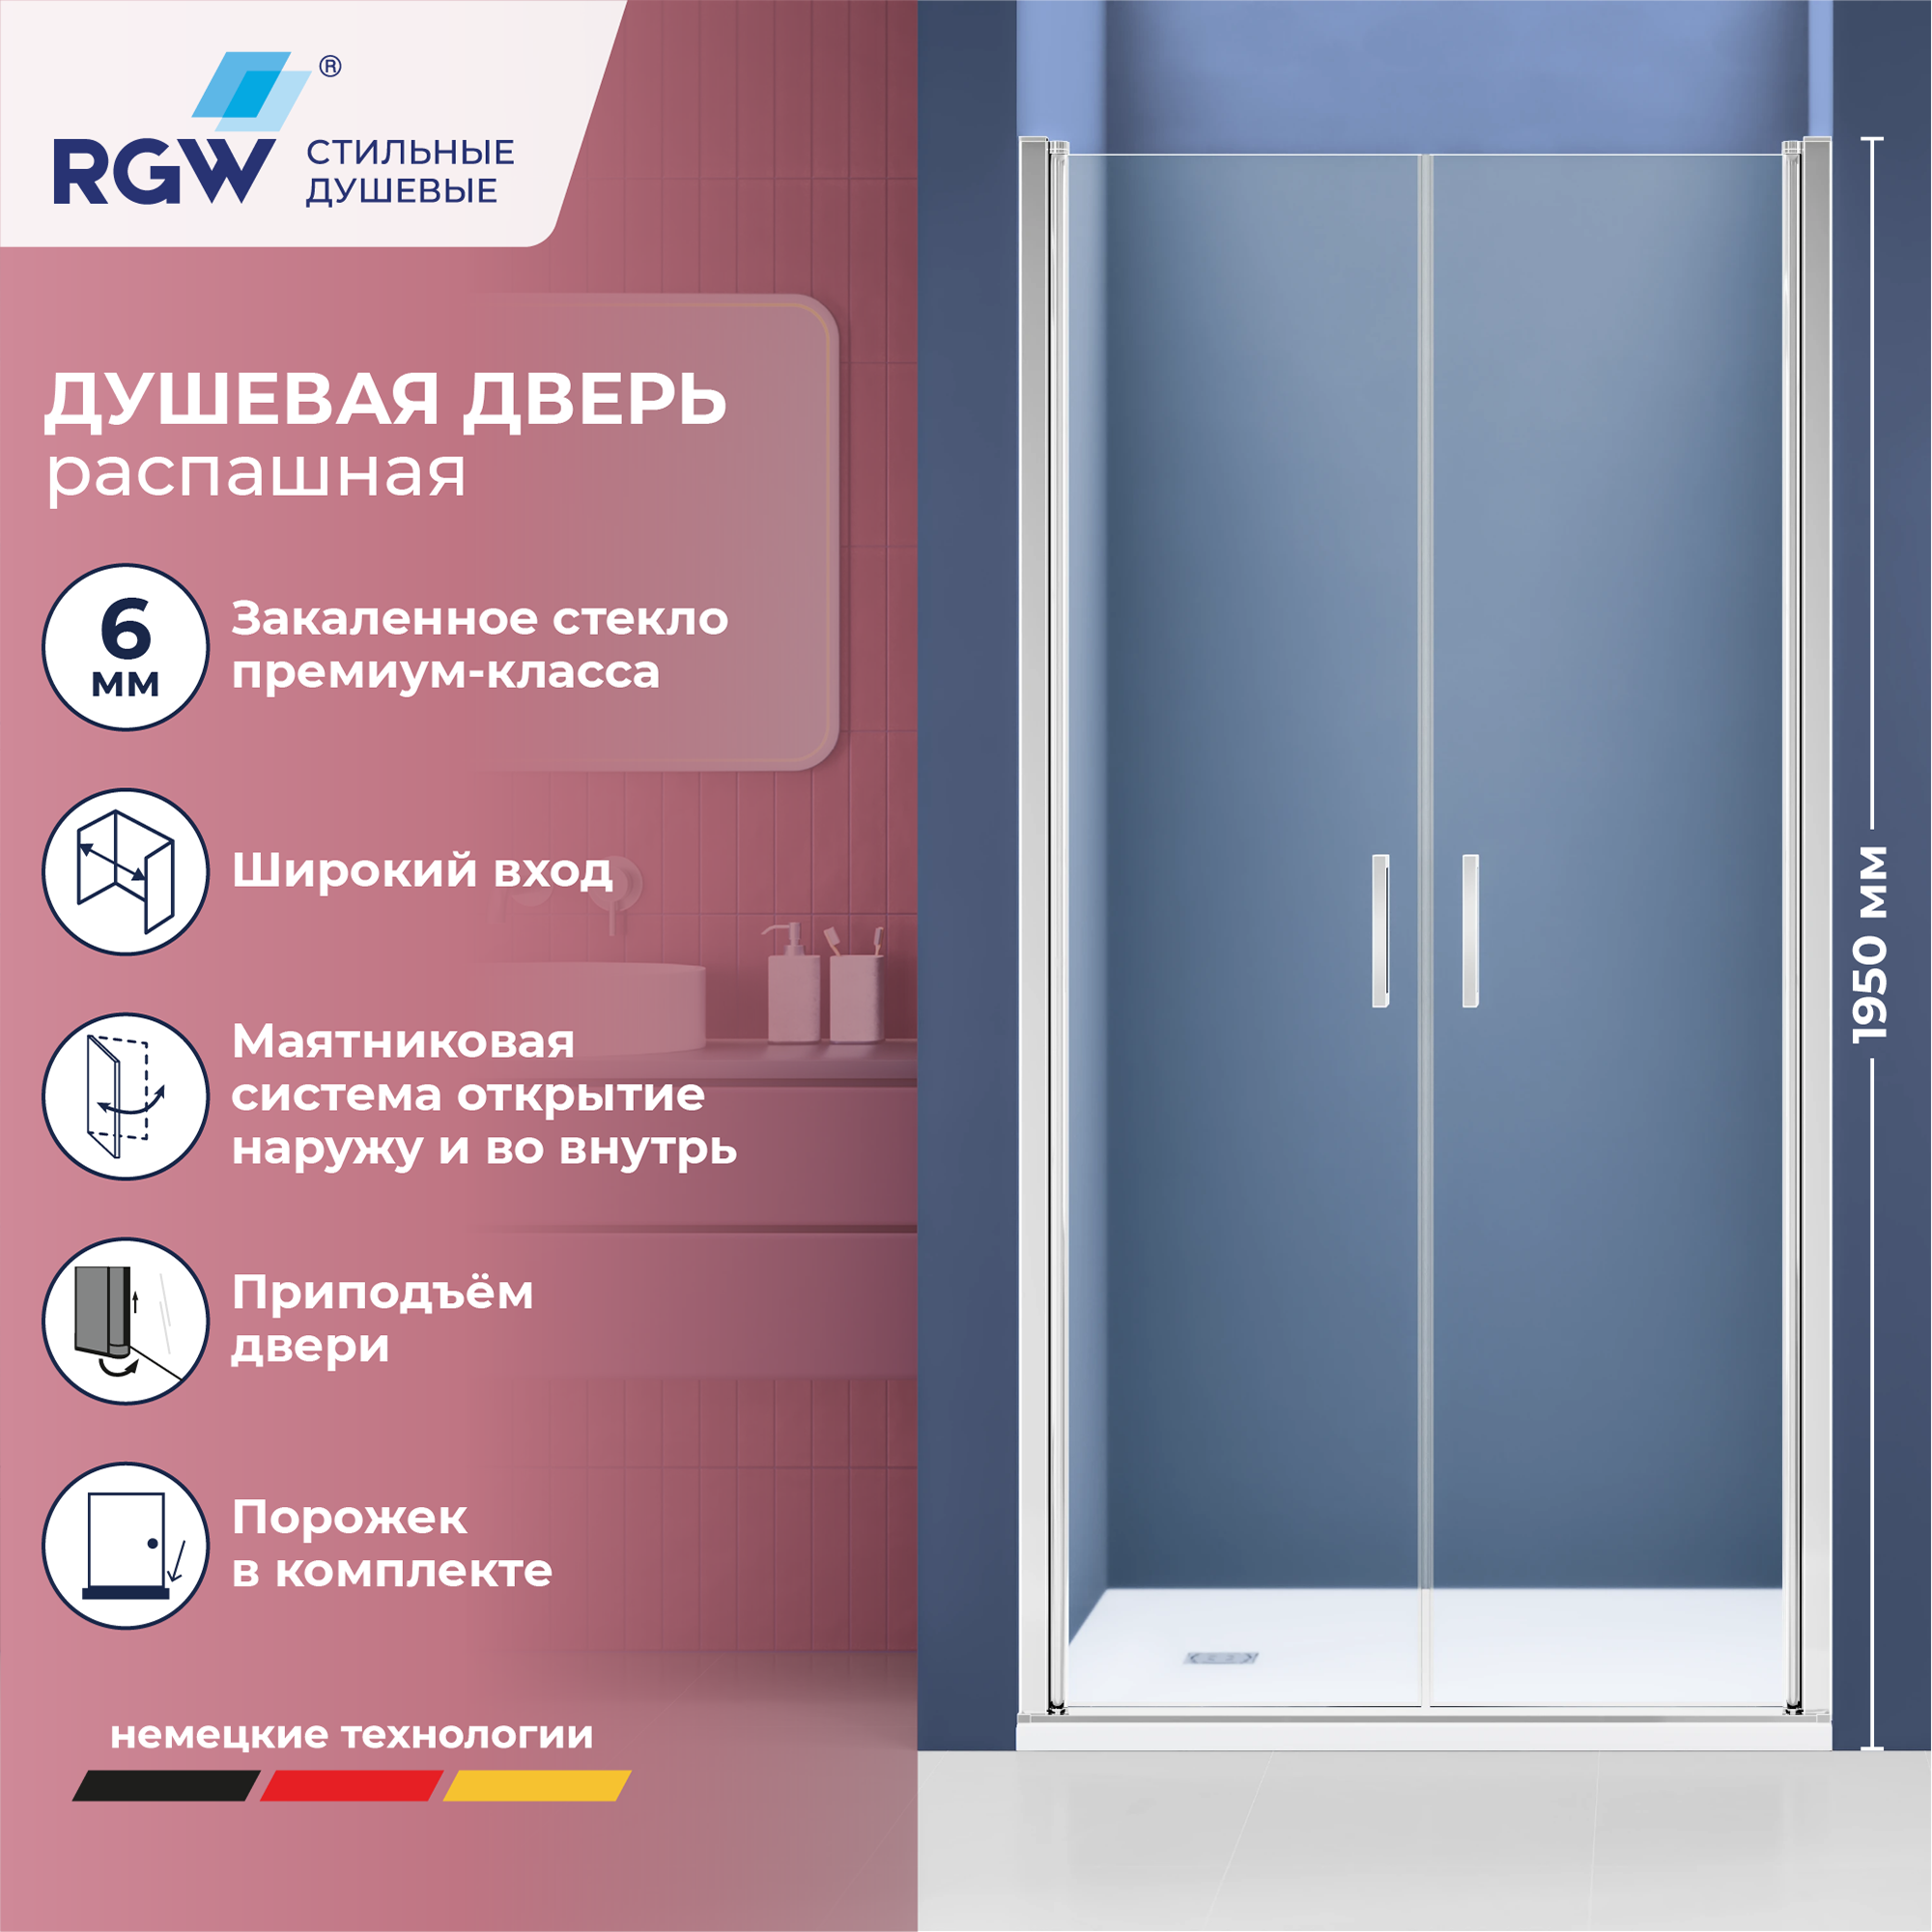 RGW®
СТИЛЬНЫЕ
ДУШЕВЫЕ
ДУШЕВАЯ ДВЕРЬ
распашная
6
мм
Закаленное стекло
премиум-класса
Широкий вход
Маятниковая
система открытие
наружу и во внутрь
Приподъём
двери
Порожек
в комплекте
немецкие технологии
1950 мм